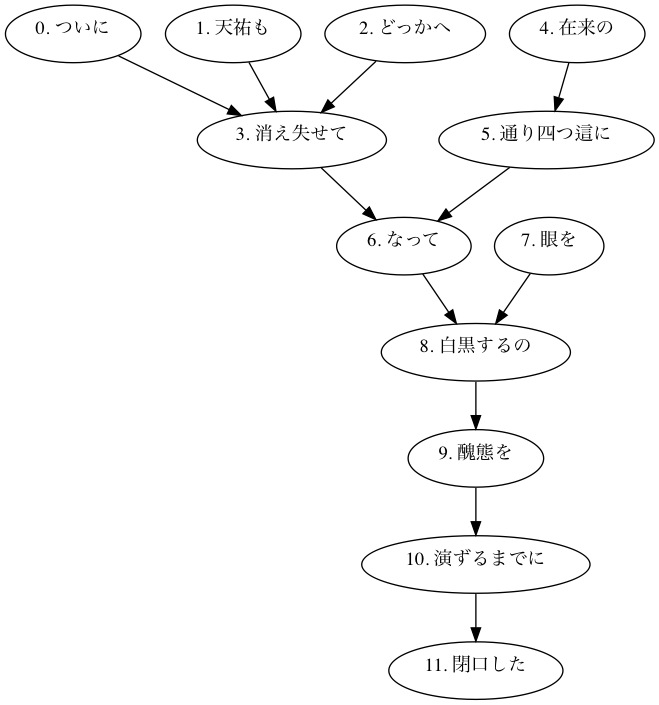 0. ついに
1. 天祐も
2. どっかへ
4. 在来の
3. 消え失せて
5. 通り四つ這に
6. なって
7. 眼を
8. 白黒するの
9. 醜態を
10. 演ずるまでに
11. 閉口した